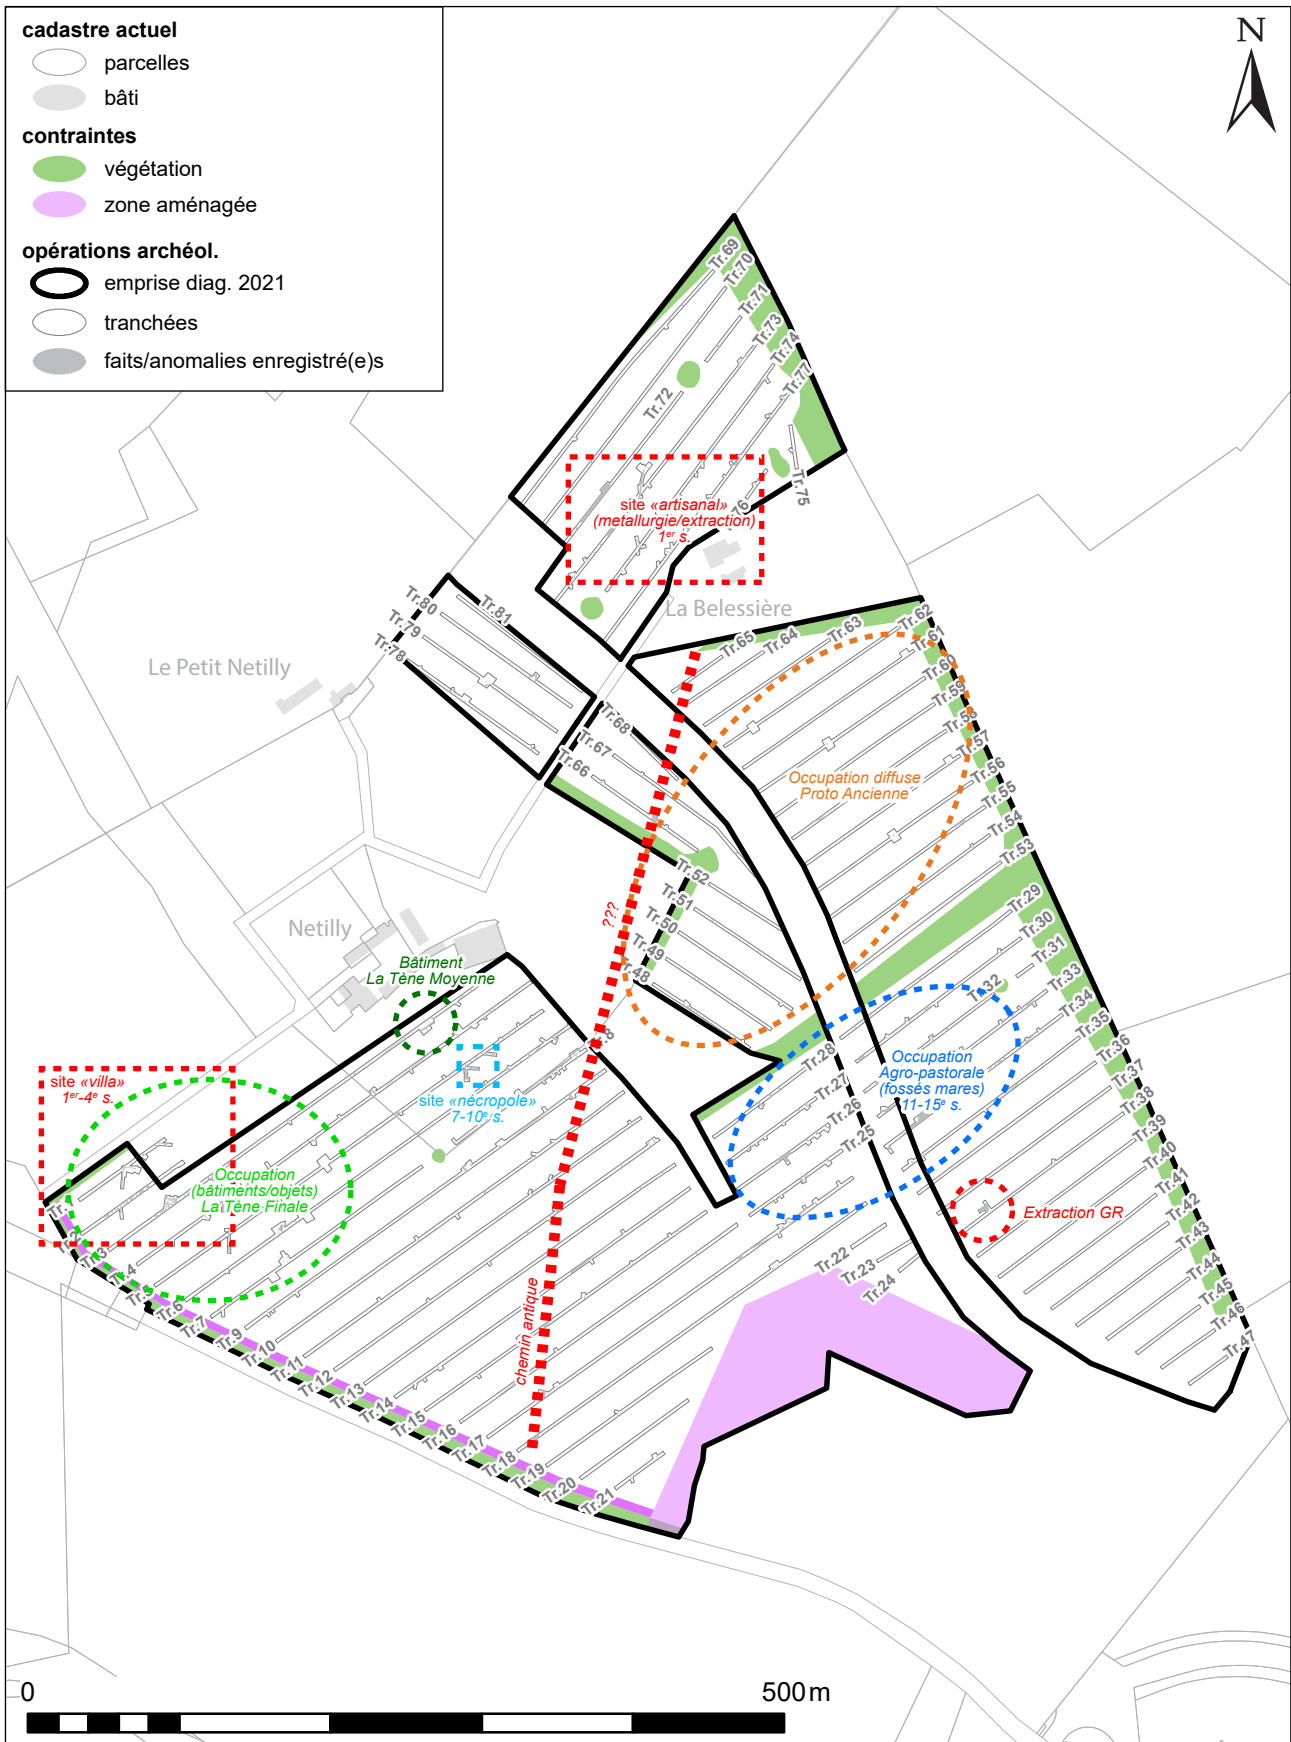 cadastre actuel
parcelles
bâti
contraintes
végétation
zone aménagée
opérations archéol.
emprise diag. 2021
tranchées
faits/anomalies enregistré(e)s
N
Tr.69
Tr.70
Tr.71
Tr.73
Tr.74
Tr.77
Tr.72
Tr.75
76
site «artisanal»
(metallurgie/extraction)
1er s.
La Belessière
Tr.81
Tr.80
Tr.79
Tr.78
Le Petit Netilly
Tr.65
Tr.64
Tr.63
Tr.62
Tr.61
Tr.60
Tr.59
Tr.58
Tr.57
Tr.56
Tr.55
Tr.54
Tr.53
Tr.68
Tr.67
Tr.66
Occupation diffuse
Proto Ancienne
Tr.52
Tr.51
Tr.50
Tr.49
Tr.48
???
Netilly
Bâtiment
La Tène Moyenne
Tr.29
Tr.30
Tr.31
Tr.32
Tr.33
Tr.34
Tr.35
Tr.36
Tr.37
Tr.38
Tr.39
Tr.40
Tr.41
Tr.42
Tr.43
Tr.44
Tr.45
Tr.46
Tr.47
Tr.28
Tr.27
Tr.26
Tr.25
Occupation
Agro-pastorale
(fossés mares)
11-15e s.
8
site «nécropole»
7-10e s.
site «villa»
1er-4e s.
Occupation
(bâtiments/objets)
La Tène Finale
Extraction GR
Tr.22
Tr.23
Tr.24
chemin antique
Tr.
Tr.6
Tr.7
Tr.9
Tr.10
Tr.11
Tr.12
Tr.13
Tr.14
Tr.15
Tr.16
Tr.17
Tr.18
Tr.19
Tr.20
Tr.21
0
500 m